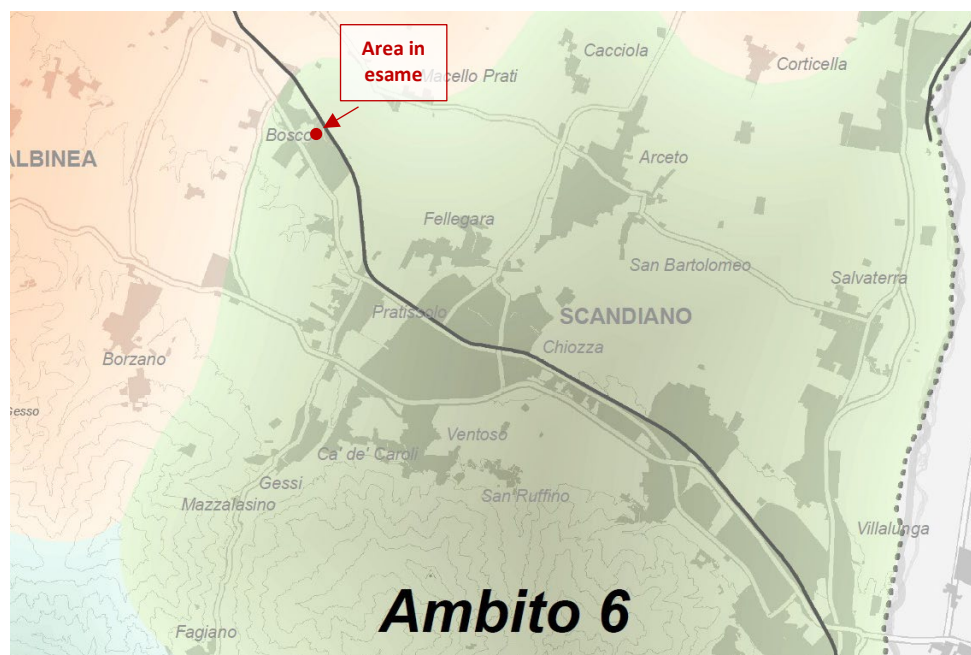 Area in
esame
Cacciola
Macello Prati
Corticella
Bosco
ALBINEA
Arceto
Fellegara
San Bartolomeo
Salvaterra
Pratissolo
SCANDIANO
Chiozza
Borzano
Gesso
Ventoso
Ca' de' Caroli
Gessi
San Ruffino
Mazzalasino
Villalunga
Ambito 6
Fagiano